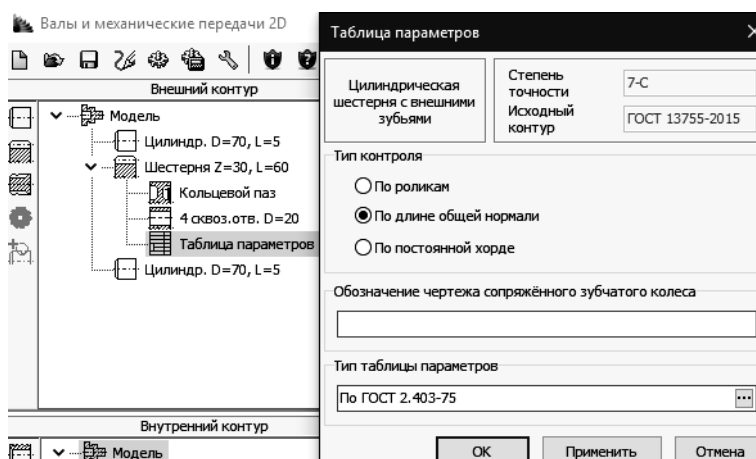 Валы и механические передачи 2D
Внешний контур
Модель
Цилиндр. D=70, L=5
Шестерня Z=30, L=60
Кольцевой паз
4 сквоз.отв. D=20
Таблица параметров
Цилиндр. D=70, L=5
Внутренний контур
Модель
Таблица параметров
Цилиндрическая
шестерня с внешними
зубьями
Степень
точности
7-C
Исходный
контур
ГОСТ 13755-2015
Тип контроля
По роликам
По длине общей нормали
По постоянной хорде
Обозначение чертежа сопряжённого зубчатого колеса
Тип таблицы параметров
По ГОСТ 2.403-75
...
OK
Применить
Отмена